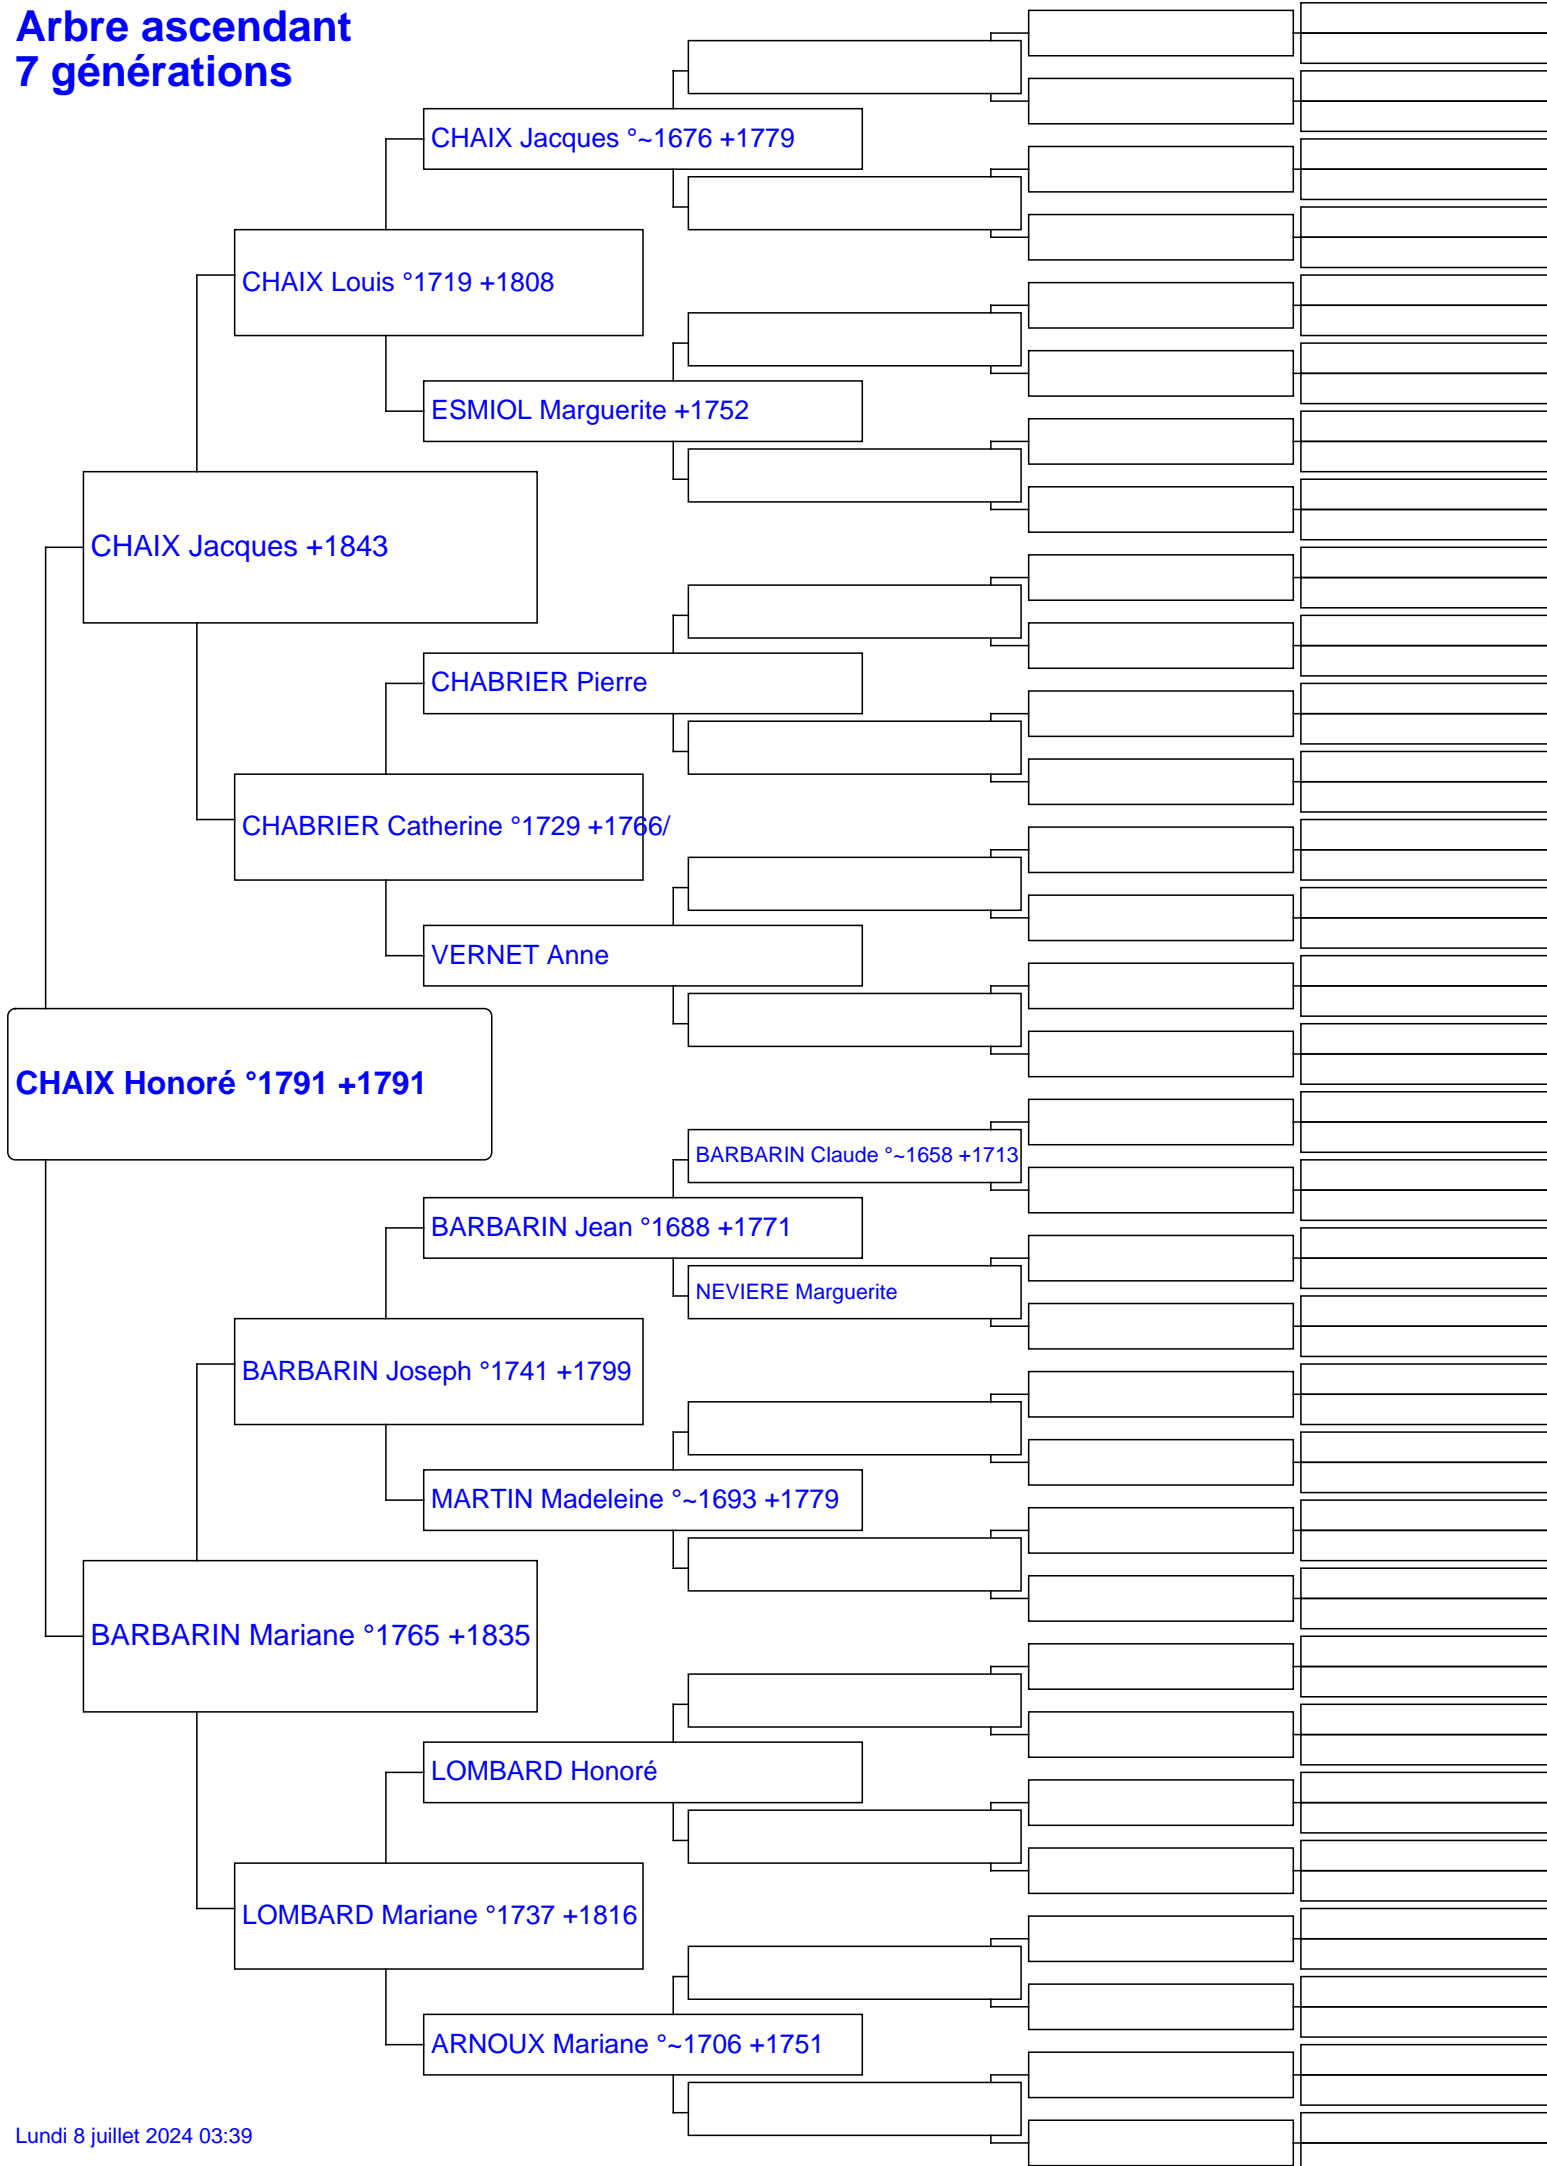 Arbre ascendant
7 générations
CHAIX Jacques °~1676 +1779
CHAIX Louis °1719 +1808
ESMIOL Marguerite +1752
CHAIX Jacques +1843
CHABRIER Pierre
CHABRIER Catherine °1729 +1766/
VERNET Anne
CHAIX Honoré °1791 +1791
BARBARIN Claude °~1658 +1713
BARBARIN Jean °1688 +1771
NEVIERE Marguerite
BARBARIN Joseph °1741 +1799
MARTIN Madeleine °~1693 +1779
BARBARIN Mariane °1765 +1835
LOMBARD Honoré
LOMBARD Mariane °1737 +1816
ARNOUX Mariane °~1706 +1751
Lundi 8 juillet 2024 03:39